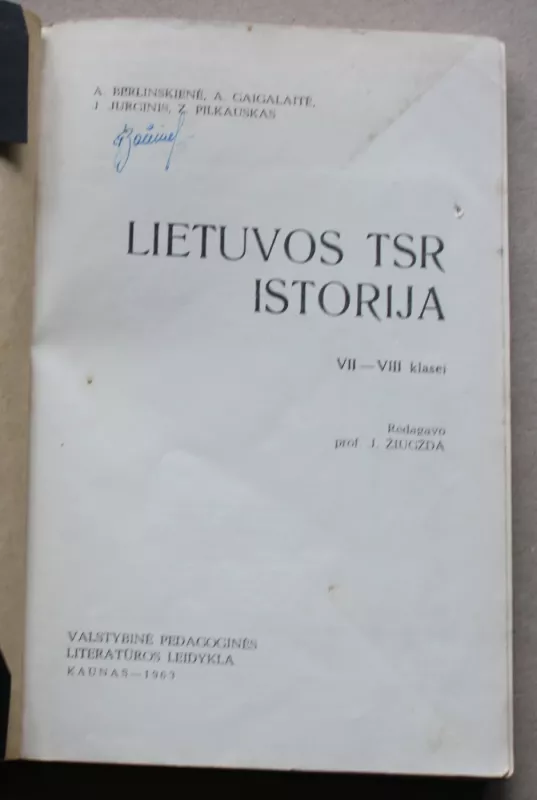 A. BERLINSKIENĖ, A. GAIGALAITĖ,
J. JURGINIS, Z. PILKAUSKAS
LIETUVOS TSR
ISTORIJA
VII—VIII klasei
Redagavo
prof. J. ŽIUGŽDA
VALSTYBINĖ PEDAGOGINĖS
LITERATŪROS LEIDYKLA
KAUNAS—1963